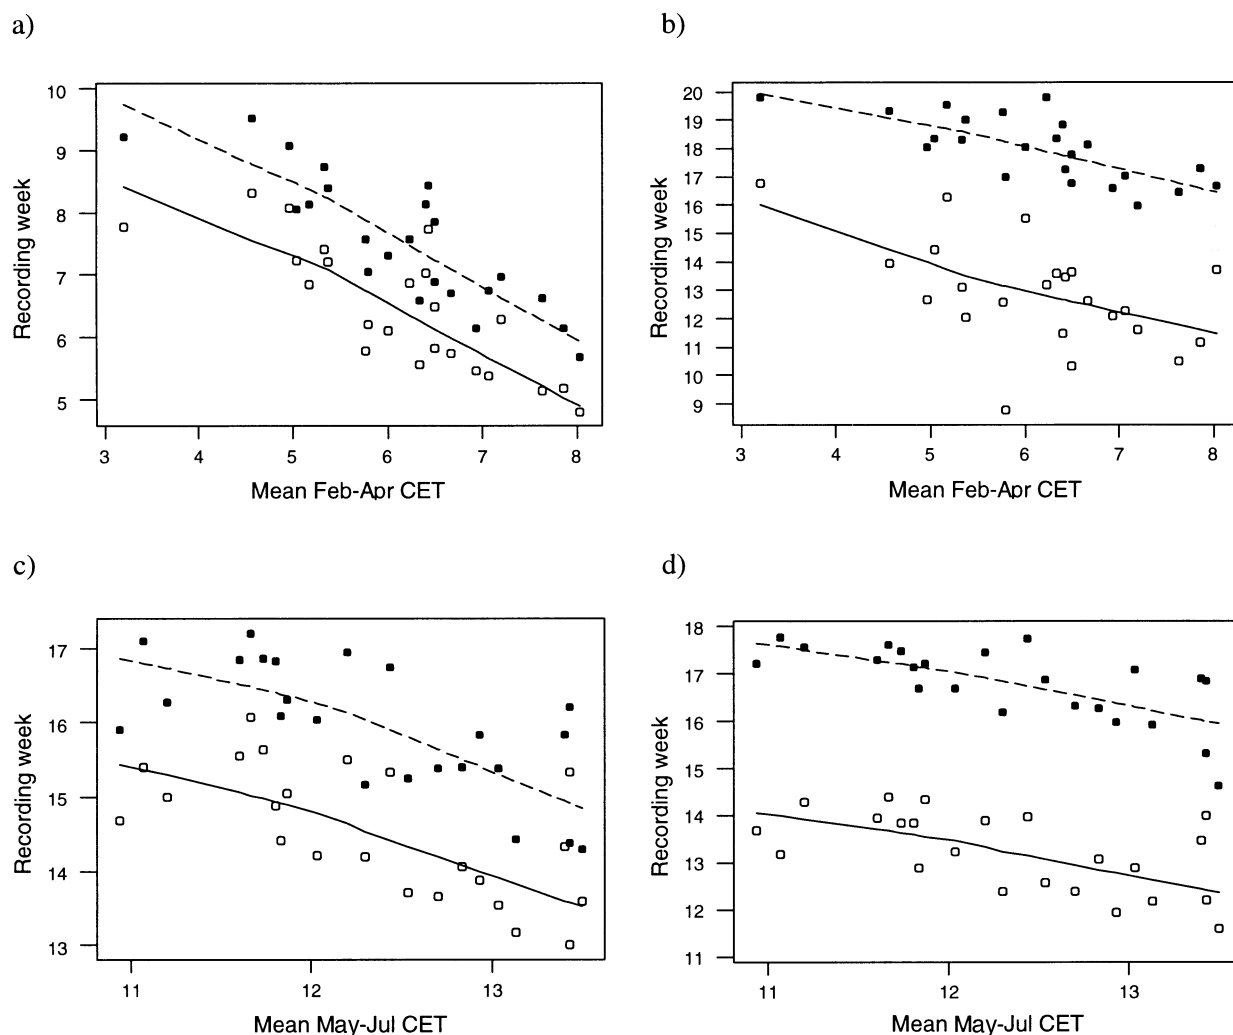 a)
10
9
8
7
6
5
Recording week
3 4 5 6 7 8
Mean Feb-Apr CET
b)
20
19
18
17
16
15
14
13
12
11
10
9
Recording week
3 4 5 6 7 8
Mean Feb-Apr CET
c)
17
16
15
14
13
Recording week
11 12 13
Mean May-Jul CET
d)
18
17
16
15
14
13
12
11
Recording week
11 12 13
Mean May-Jul CET